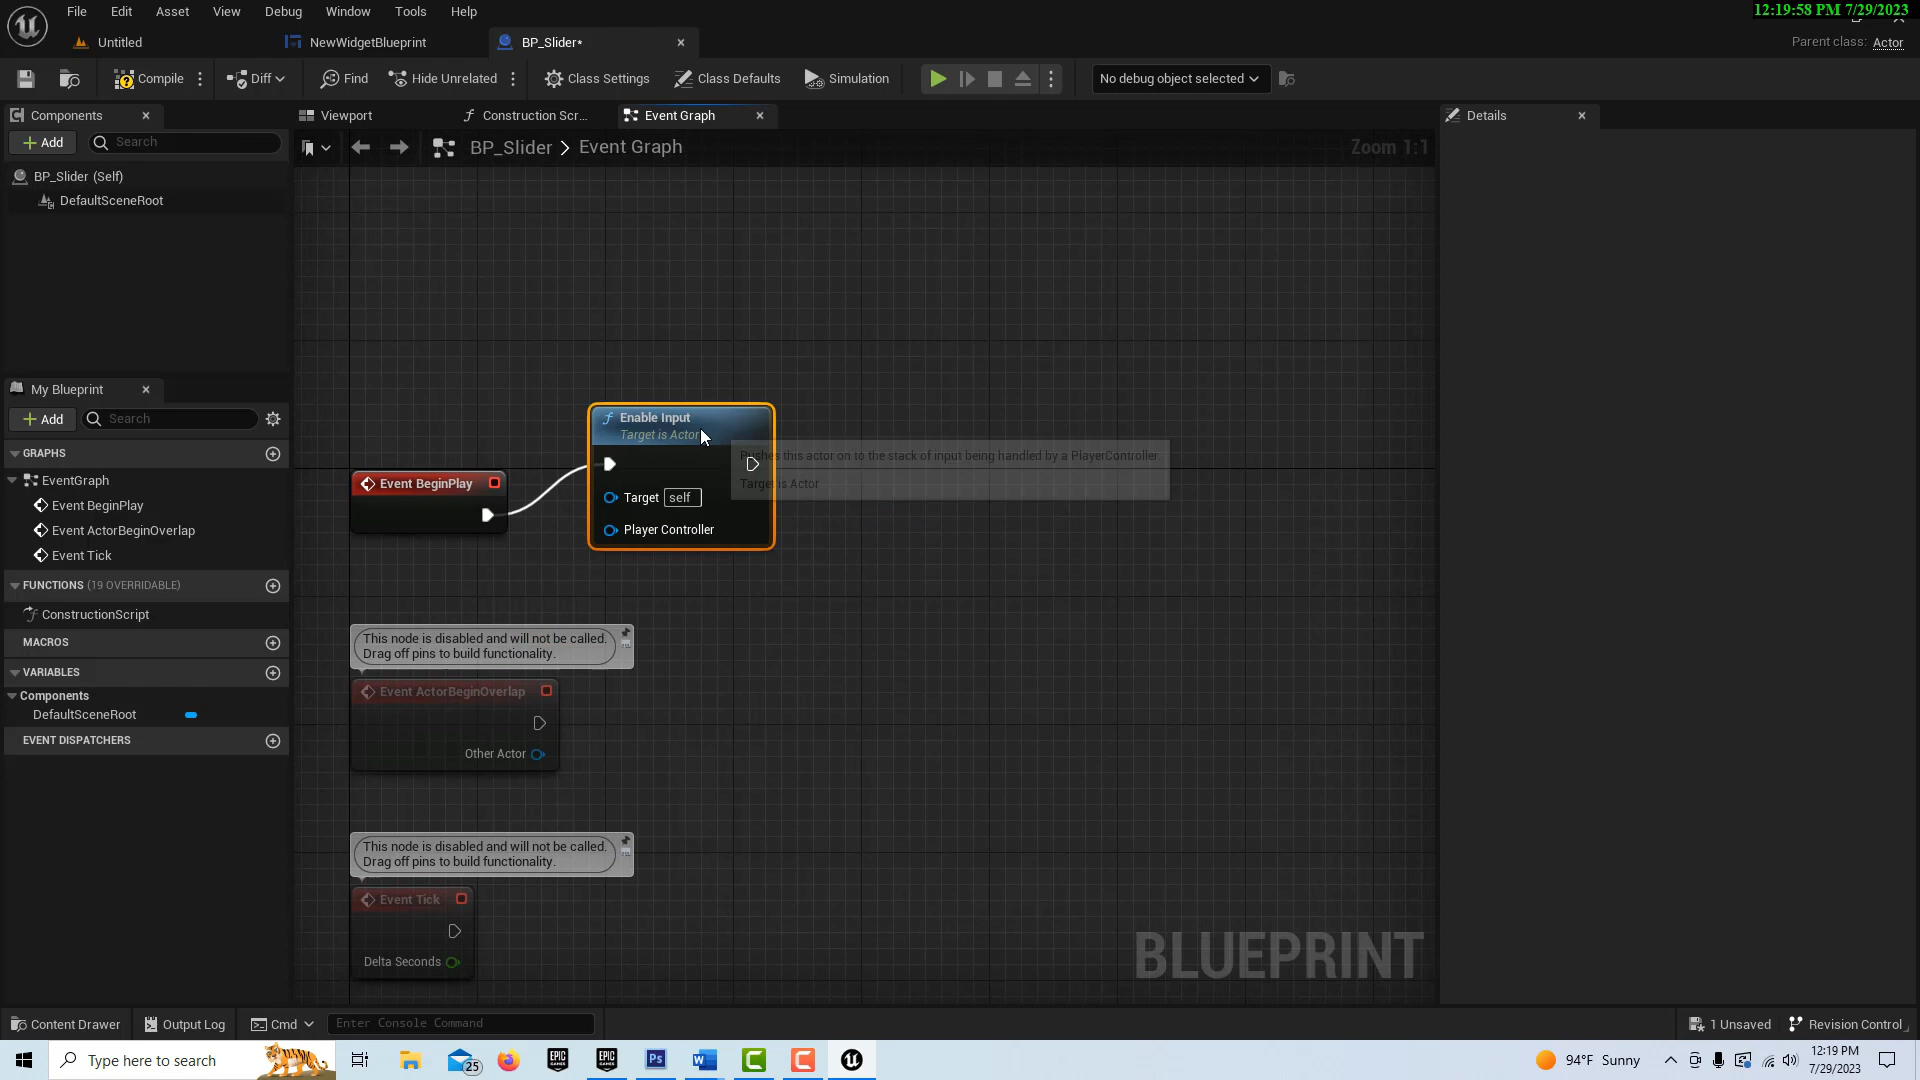 File Edit Asset View Debug Window Tools Help
12:19:58 PM 7/29/2023
Untitled
NewWidgetBlueprint
BP_Slider*
Parent class: Actor
Compile
Diff
Find
Hide Unrelated
Class Settings
Class Defaults
Simulation
No debug object selected
Components
Viewport
Construction Scr...
Event Graph
Details
Add
Search
BP_Slider > Event Graph
Zoom 1:1
BP_Slider (Self)
DefaultSceneRoot
My Blueprint
Add
Search
GRAPHS
EventGraph
Event BeginPlay
Event ActorBeginOverlap
Event Tick
FUNCTIONS (19 OVERRIDABLE)
ConstructionScript
MACROS
VARIABLES
Components
DefaultSceneRoot
EVENT DISPATCHERS
Enable Input
Target is Actor
Pushes this actor on to the stack of input being handled by a PlayerController.
Target is Actor
Event BeginPlay
Target self
Player Controller
This node is disabled and will not be called.
Drag off pins to build functionality.
Event ActorBeginOverlap
Other Actor
This node is disabled and will not be called.
Drag off pins to build functionality.
Event Tick
Delta Seconds
BLUEPRINT
Content Drawer
Output Log
Cmd
Enter Console Command
1 Unsaved
Revision Control
Type here to search
25
EPIC GAMES
EPIC GAMES
Ps
94°F Sunny
12:19 PM
7/29/2023